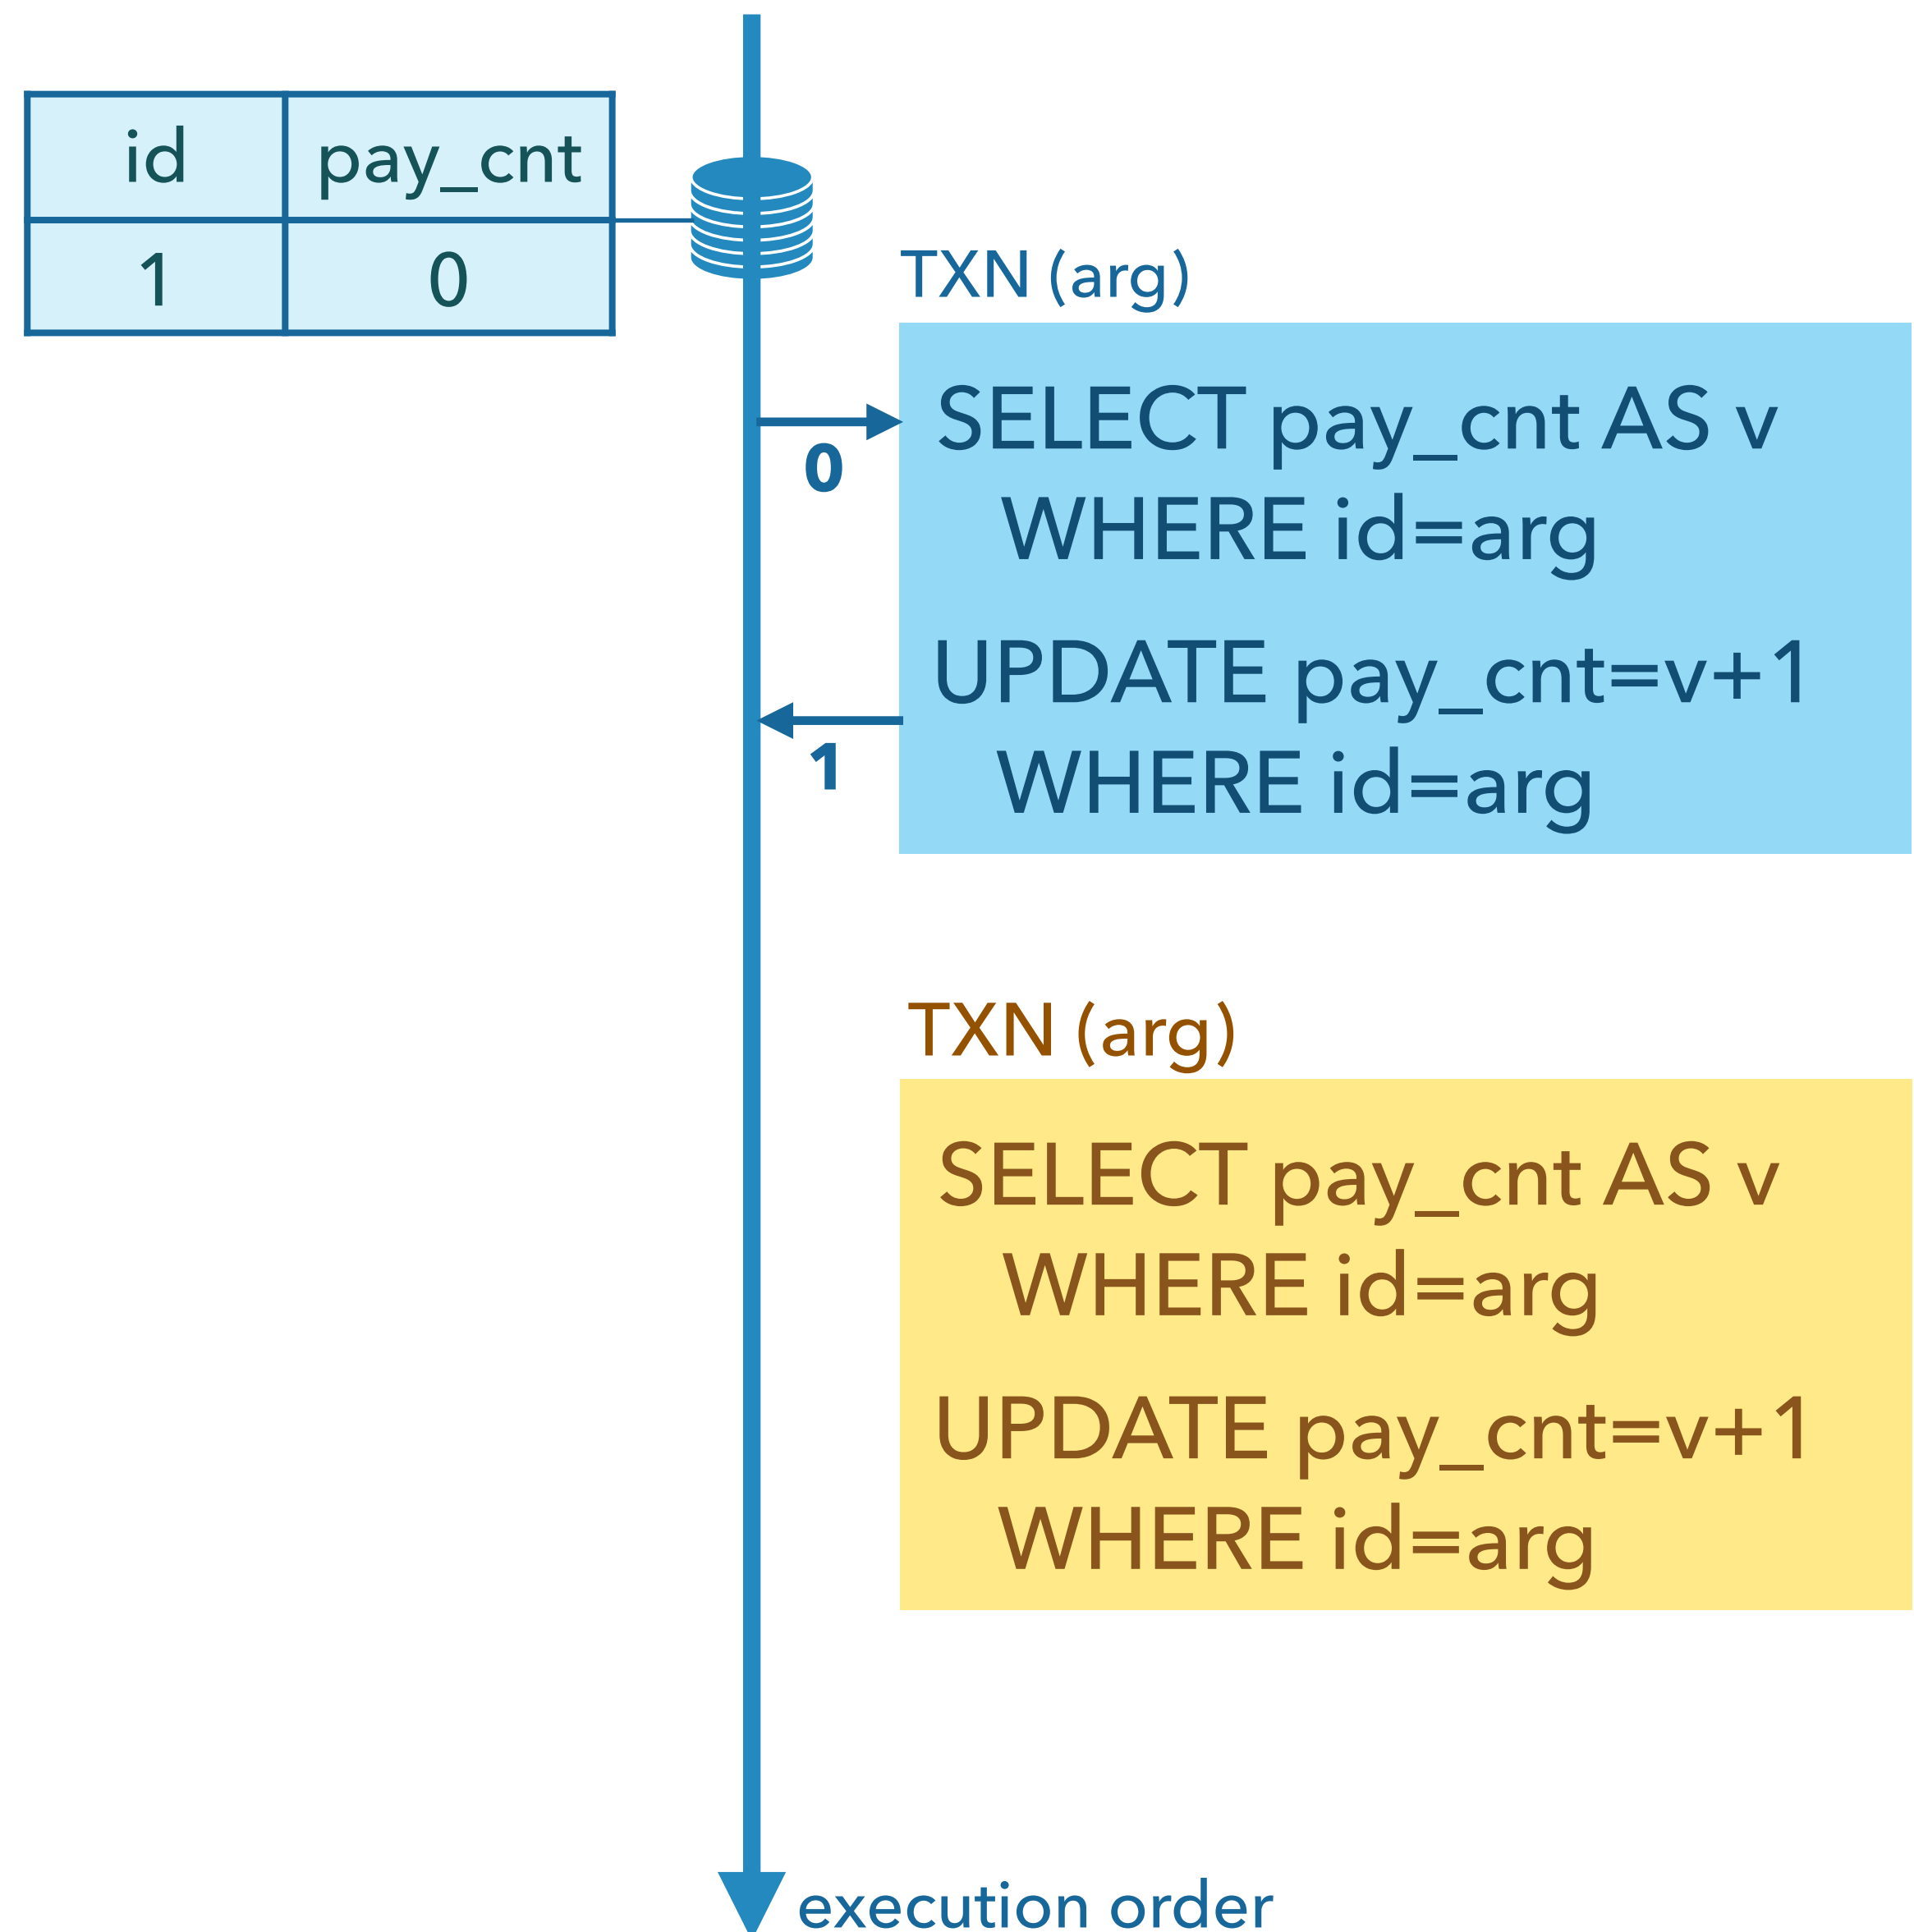 id pay_cnt
1 0
TXN (arg)
SELECT pay_cnt AS v
WHERE id=arg
0
UPDATE pay_cnt=v+1
WHERE id=arg
1
TXN (arg)
SELECT pay_cnt AS v
WHERE id=arg
UPDATE pay_cnt=v+1
WHERE id=arg
execution order